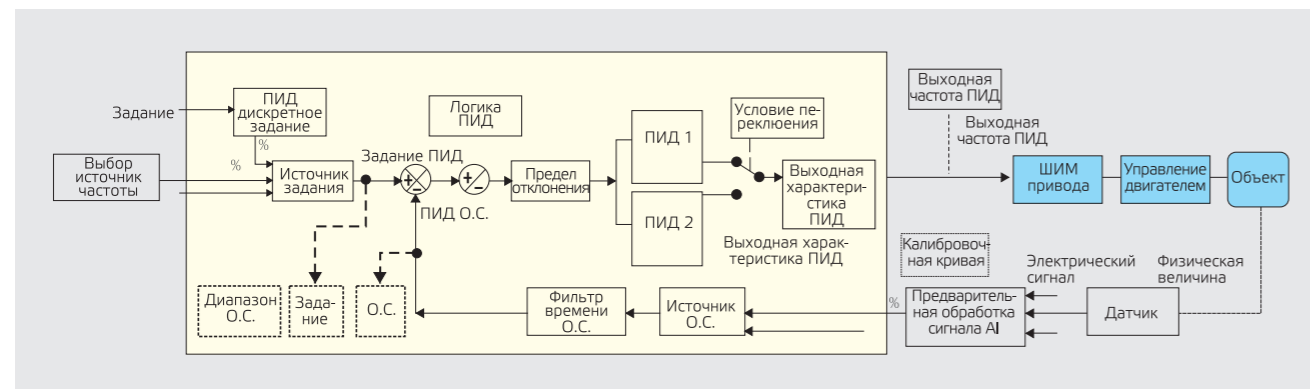 Задание
ПИД
дискретное
задание
%
%
Выбор
источник
частоты
Источник
задания
Задание ПИД
Логика
ПИД
ПИД О.С.
Предел
отклонения
ПИД 1
ПИД 2
Условие пе-
реклюения
Выходная
характери-
стика
ПИД
Выходная харак-
теристика ПИД
Выходная
частота ПИД
Выходная
частота ПИД
ШИМ
привода
Управление
двигателем
Объект
Диапазон
О.С.
Зада-
ние
О.С.
Фильтр
времени
О.С.
Источник
О.С.
%
Калибровоч-
ная кривая
Предваритель-
ная обработка
сигнала AI
Электрический
сигнал
Датчик
Физическая
величина